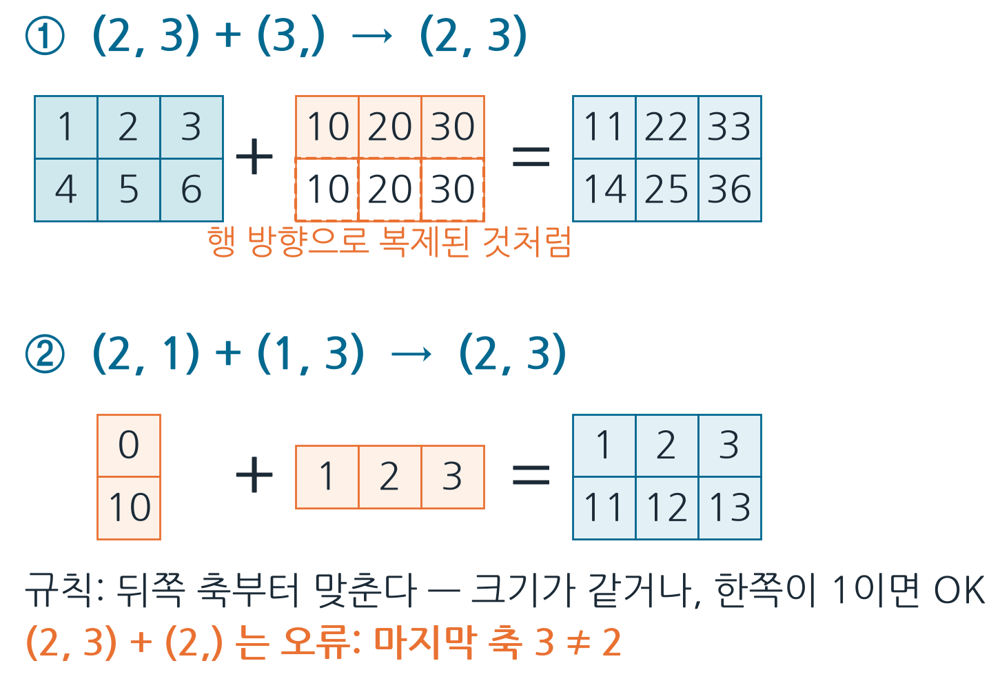 ① (2, 3) + (3,) → (2, 3)
1 2 3 10 20 30 11 22 33
+ =
4 5 6 10 20 30 14 25 36
행 방향으로 복제된 것처럼
② (2, 1) + (1, 3) → (2, 3)
0 1 2 3
+ 1 2 3 =
10 11 12 13
규칙: 뒤쪽 축부터 맞춘다 — 크기가 같거나, 한쪽이 1이면 OK
(2, 3) + (2,) 는 오류: 마지막 축 3 ≠ 2